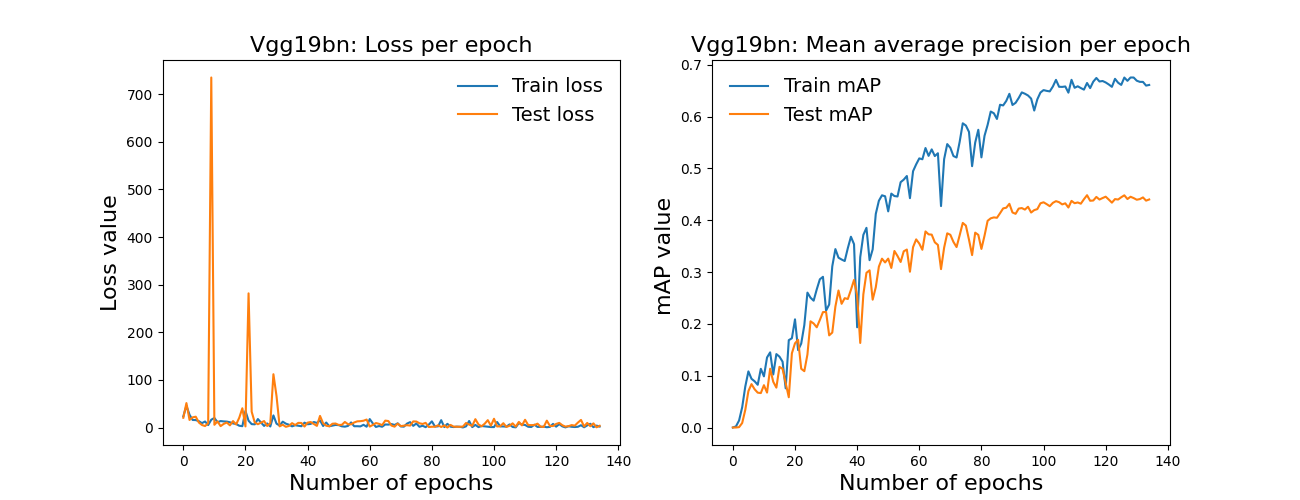 Vgg19bn: Loss per epoch
Loss value
700
600
500
400
300
200
100
0
Train loss
Test loss
0 20 40 60 80 100 120 140
Number of epochs
Vgg19bn: Mean average precision per epoch
mAP value
0.7
0.6
0.5
0.4
0.3
0.2
0.1
0.0
Train mAP
Test mAP
0 20 40 60 80 100 120 140
Number of epochs